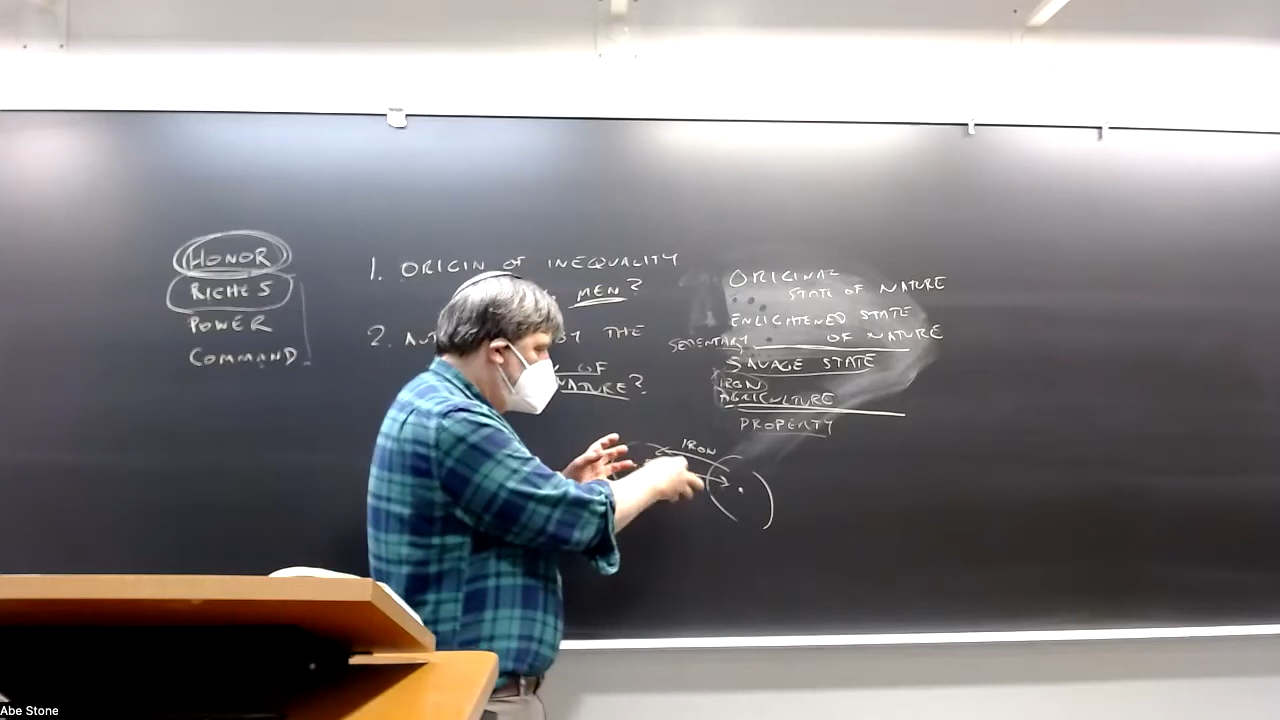 HONOR
RICHES
POWER
COMMAND
1. ORIGIN OF INEQUALITY
MEN?
2. BY THE
OF
NATURE?
ORIGINAL
STATE OF NATURE
ENLIGHTENED STATE
OF NATURE
SEDENTARY
SAVAGE STATE
IRON
AGRICULTURE
PROPERTY
IRON
Abe Stone